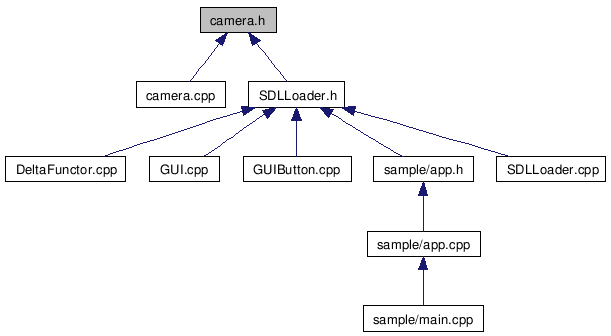 camera.h
camera.cpp
SDLLoader.h
DeltaFunctor.cpp
GUI.cpp
GUIButton.cpp
sample/app.h
SDLLoader.cpp
sample/app.cpp
sample/main.cpp